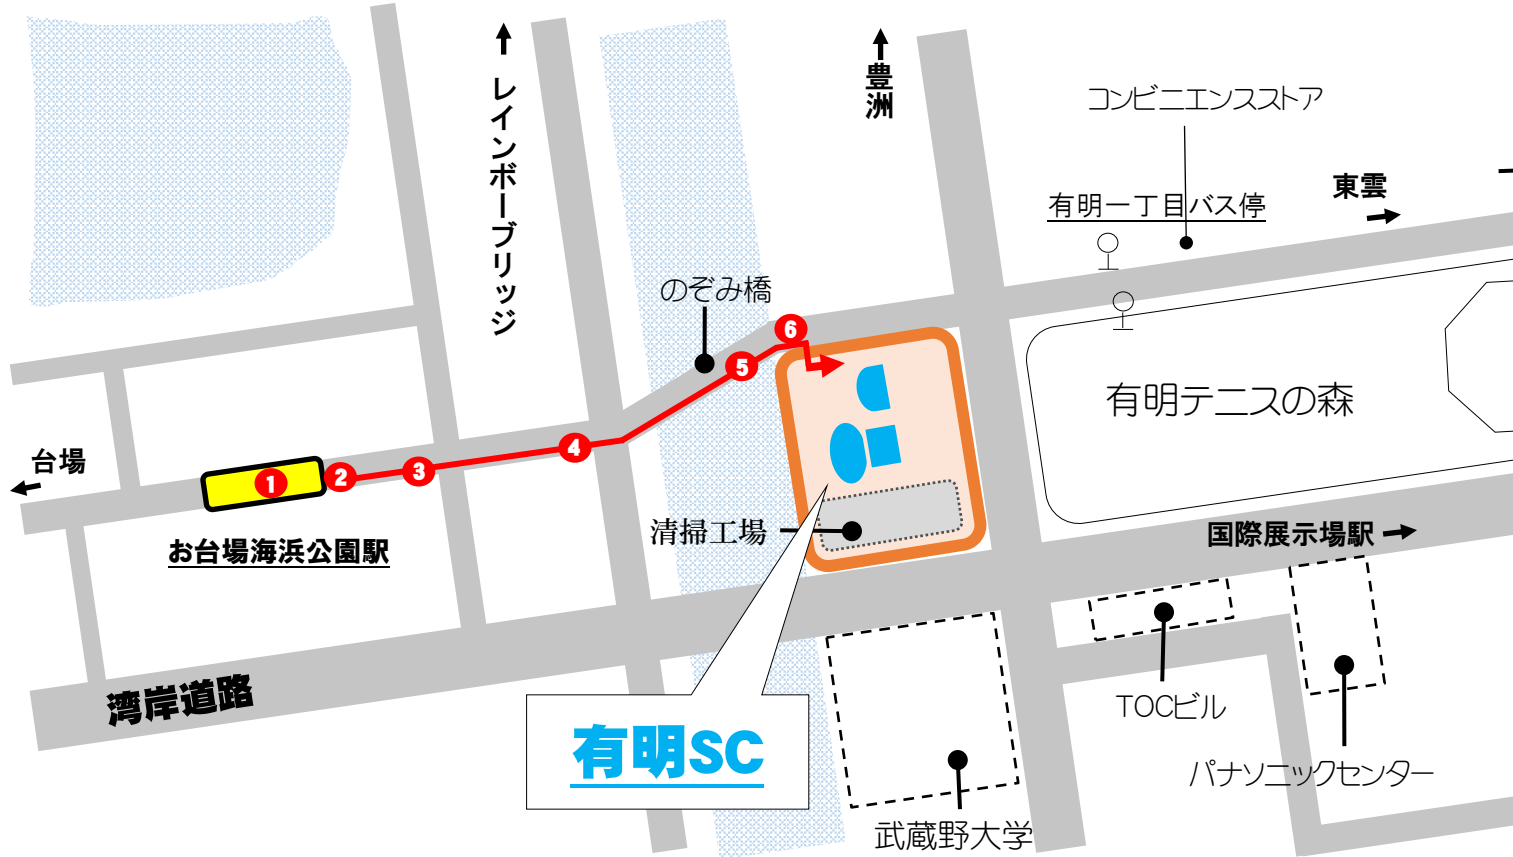 レインボーブリッジ
豊洲
コンビニエンスストア
東雲
有明一丁目バス停
のぞみ橋
6
5
有明テニスの森
台場
4
3
2
1
お台場海浜公園駅
清掃工場
国際展示場駅
湾岸道路
TOCビル
有明SC
パナソニックセンター
武蔵野大学